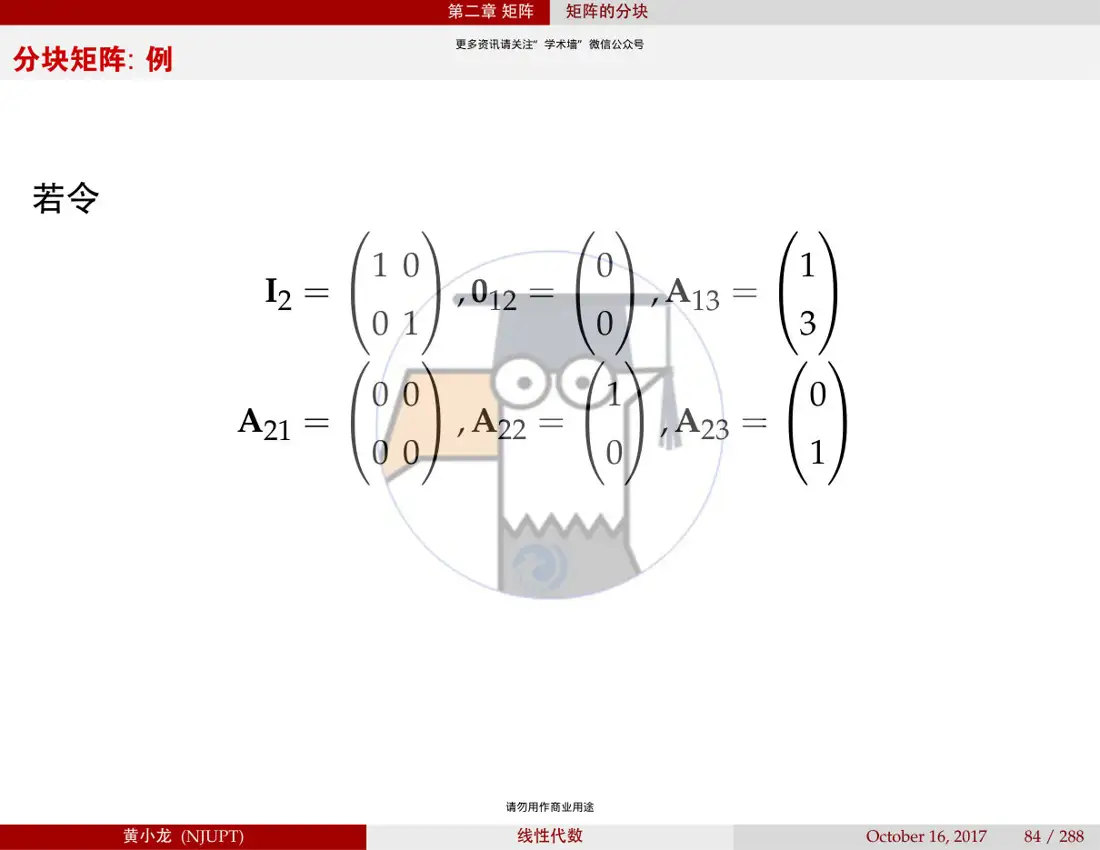 第二章 矩阵 矩阵的分块
更多资讯请关注“学术墙”微信公众号
分块矩阵: 例
若令
I₂ = (1 0; 0 1), 0₁₂ = (0; 0), A₁₃ = (1; 3)
A₂₁ = (0 0; 0 0), A₂₂ = (1; 0), A₂₃ = (0; 1)
请勿用作商业用途
黄小龙 (NJUPT) 线性代数 October 16, 2017 84 / 288